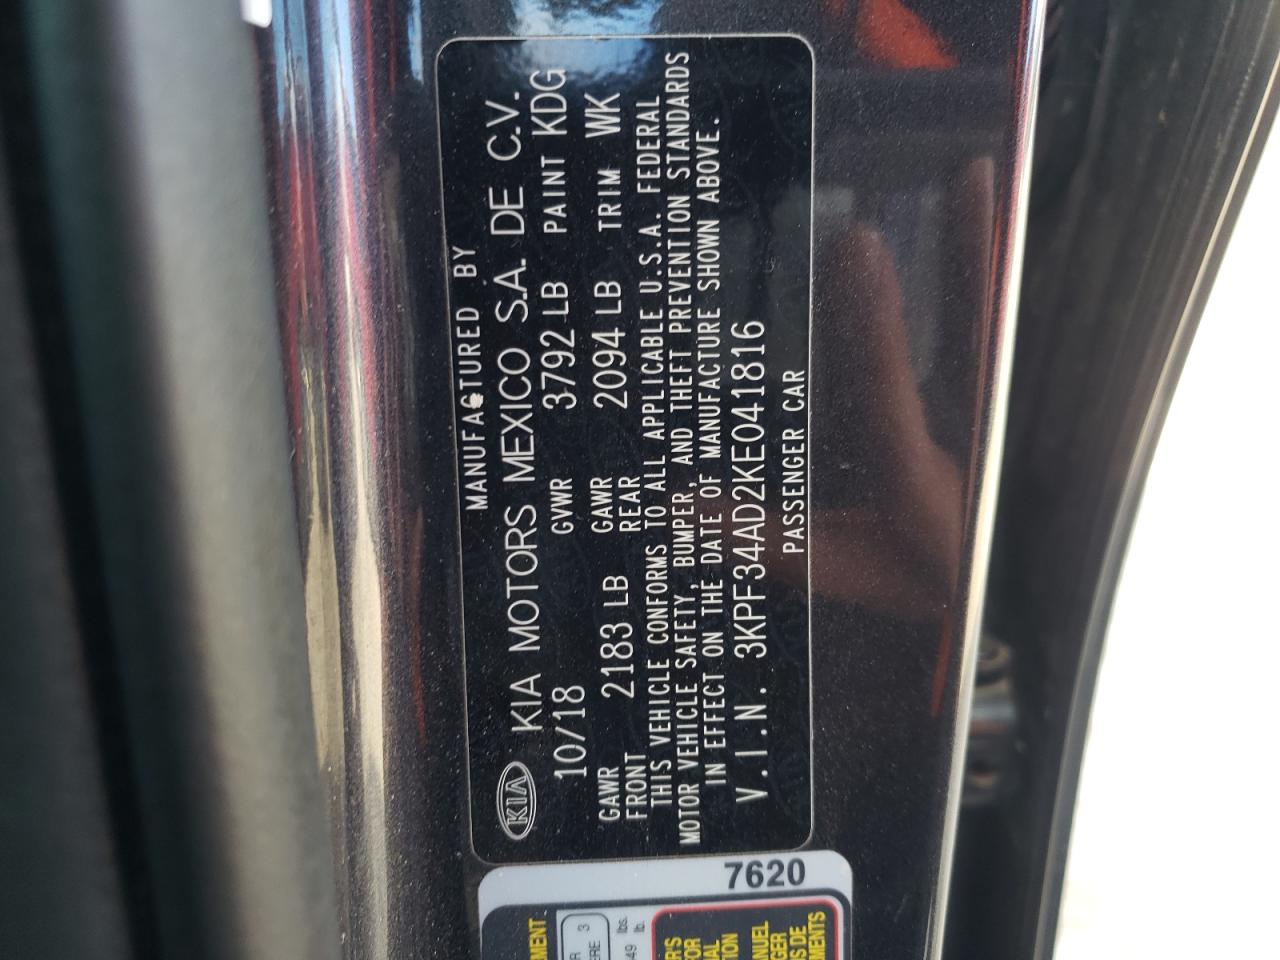 MANUFACTURED BY
KIA KIA MOTORS MEXICO S.A. DE C.V.
10/18 GVWR 3792 LB PAINT KDG
GAWR FRONT 2183 LB GAWR REAR 2094 LB TRIM WK
THIS VEHICLE CONFORMS TO ALL APPLICABLE U.S.A. FEDERAL
MOTOR VEHICLE SAFETY, BUMPER, AND THEFT PREVENTION STANDARDS
IN EFFECT ON THE DATE OF MANUFACTURE SHOWN ABOVE.
V.I.N. 3KPF34AD2KE041816
PASSENGER CAR
7620